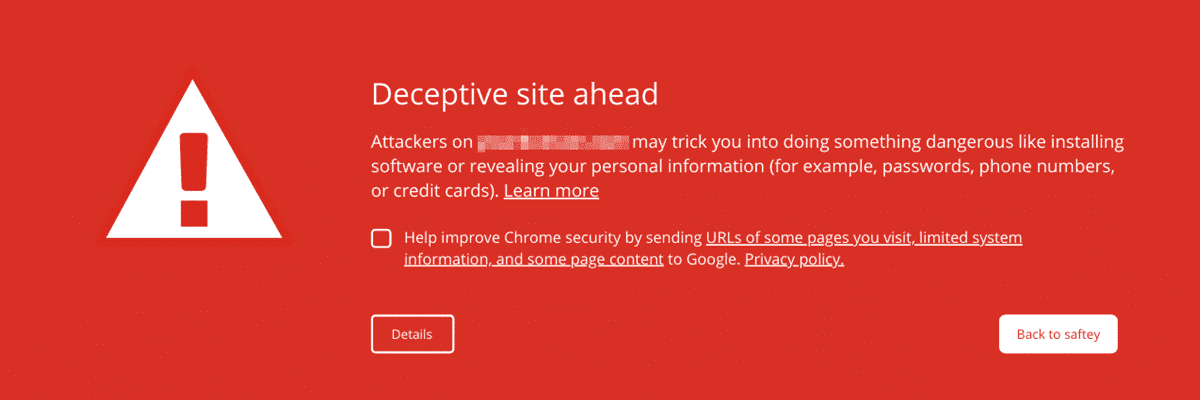 Deceptive site ahead
Attackers on may trick you into doing something dangerous like installing
software or revealing your personal information (for example, passwords, phone numbers,
or credit cards). Learn more
Help improve Chrome security by sending URLs of some pages you visit, limited system
information, and some page content to Google. Privacy policy.
Details
Back to saftey